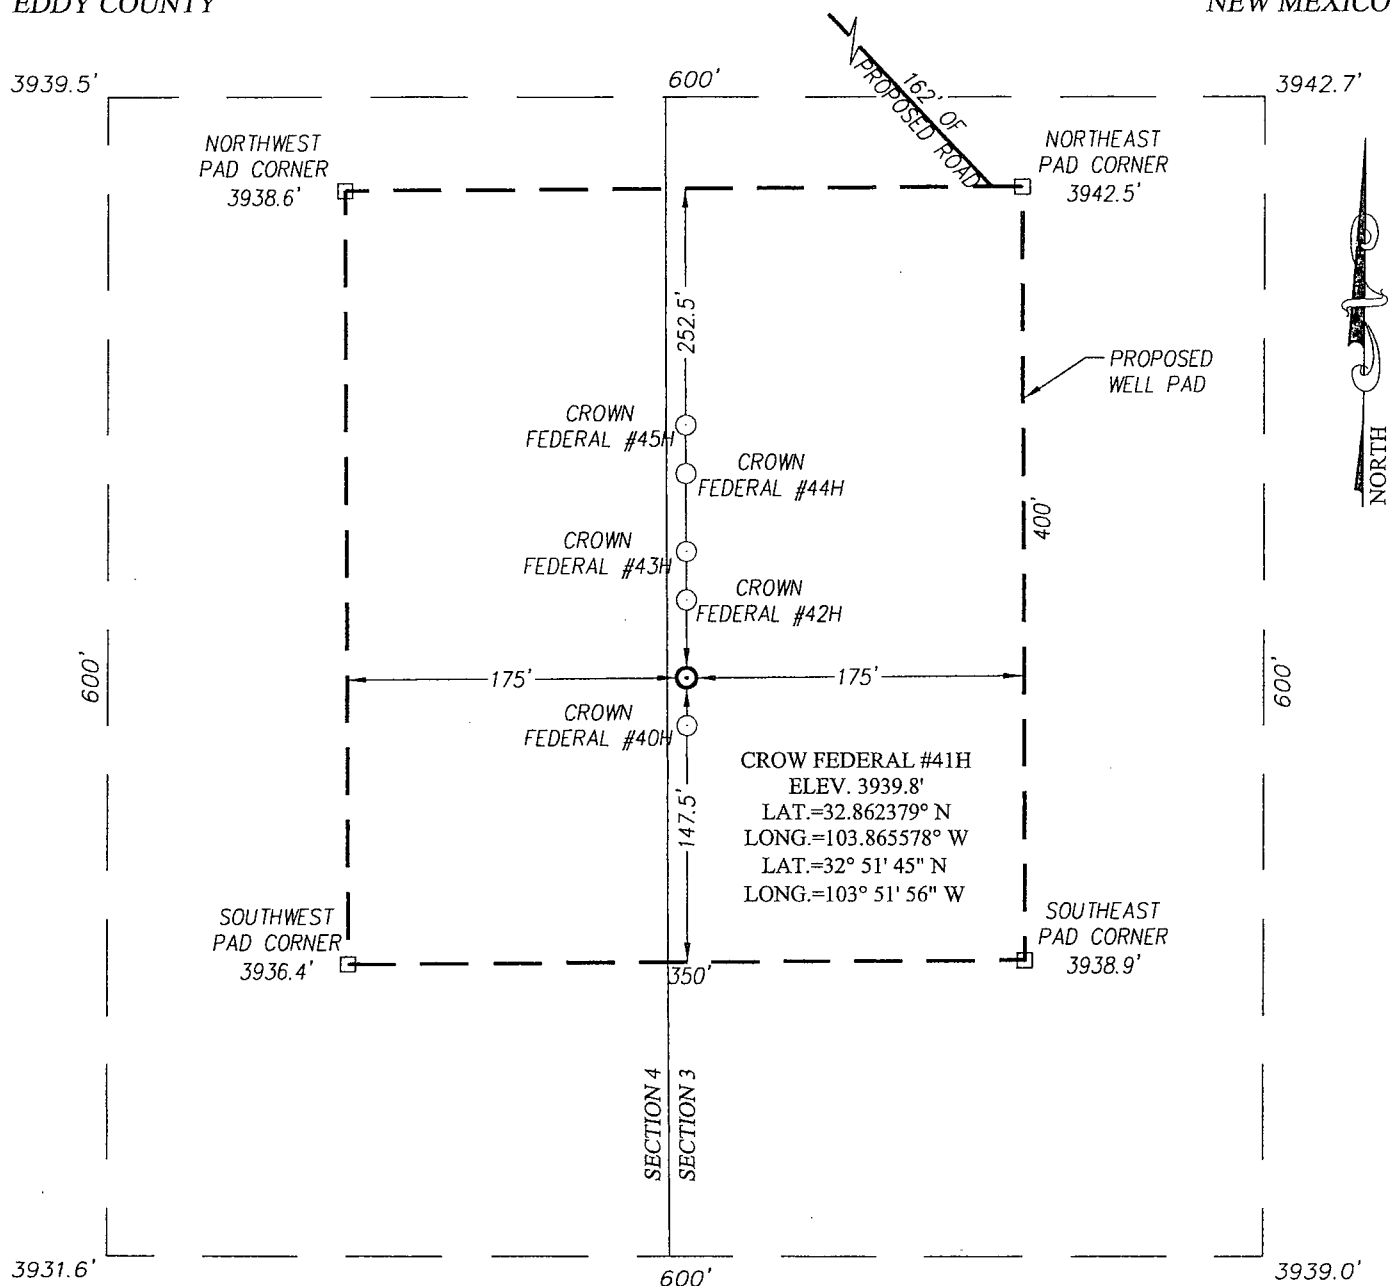 EDDY COUNTY
NEW MEXICO
3939.5'
600'
3942.7'
162' OF
PROPOSED ROAD
NORTHWEST
PAD CORNER
3938.6'
NORTHEAST
PAD CORNER
3942.5'
252.5'
PROPOSED
WELL PAD
CROWN
FEDERAL #45H
CROWN
FEDERAL #44H
NORTH
400'
CROWN
FEDERAL #43H
CROWN
FEDERAL #42H
600'
175'
175'
600'
CROWN
FEDERAL #40H
CROW FEDERAL #41H
ELEV. 3939.8'
LAT.=32.862379° N
LONG.=103.865578° W
LAT.=32° 51' 45" N
LONG.=103° 51' 56" W
147.5'
SOUTHWEST
PAD CORNER
3936.4'
SOUTHEAST
PAD CORNER
3938.9'
350'
SECTION 4
SECTION 3
3931.6'
600'
3939.0'